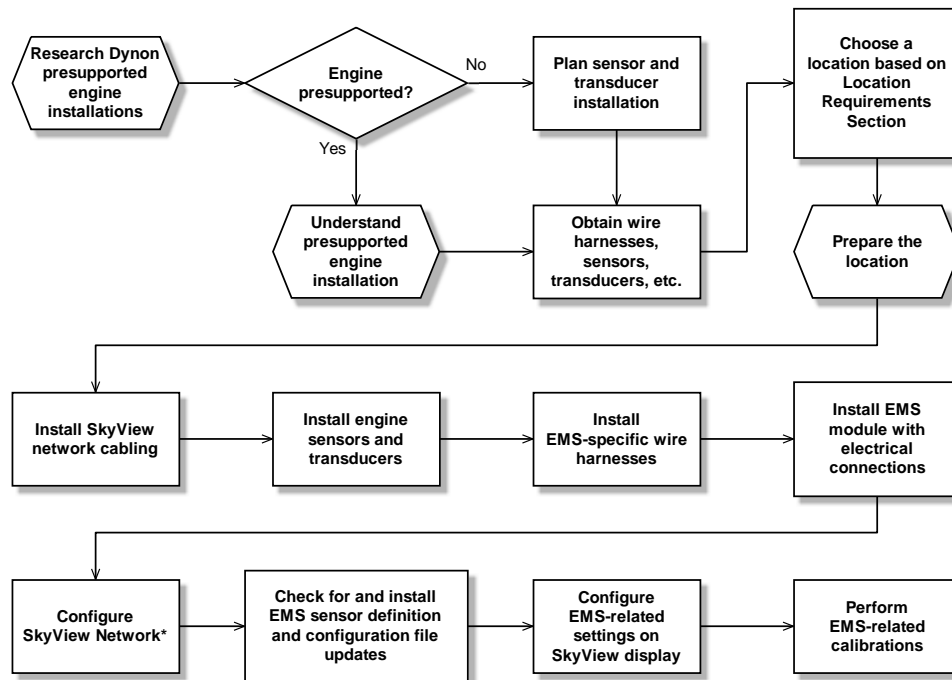 Research Dynon
presupported
engine
installations
Engine
presupported?
No
Yes
Plan sensor and
transducer
installation
Choose a
location based on
Location
Requirements
Section
Understand
presupported
engine
installation
Obtain wire
harnesses,
sensors,
transducers, etc.
Prepare the
location
Install SkyView
network cabling
Install engine
sensors and
transducers
Install
EMS-specific wire
harnesses
Install EMS
module with
electrical
connections
Configure
SkyView Network*
Check for and install
EMS sensor definition
and configuration file
updates
Configure
EMS-related
settings on
SkyView display
Perform
EMS-related
calibrations